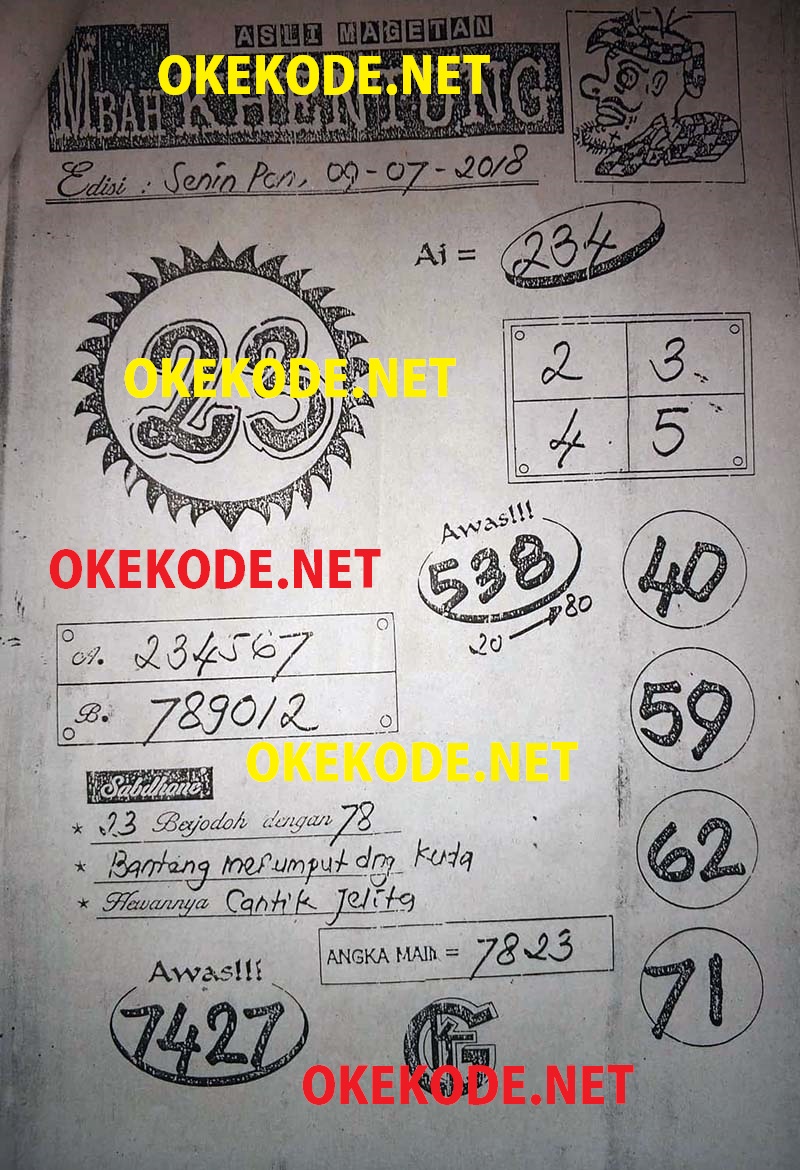 ASLI MAGETAN
OKEKODE.NET
MBAH KHENTUNG
Edisi : Senin Pon, 09-07-2018
Ai = 234
23
OKEKODE.NET
2 3
4 5
Awas!!!
538
20 → 80
40
OKEKODE.NET
A. 234567
B. 789012
59
OKEKODE.NET
Sabdhane
* 23 Berjodoh dengan 78
* Banteng merumput dng kuda
* Hewannya Cantik Jelita
62
ANGKA MAIN = 7823
71
Awas!!!
7427
OKEKODE.NET